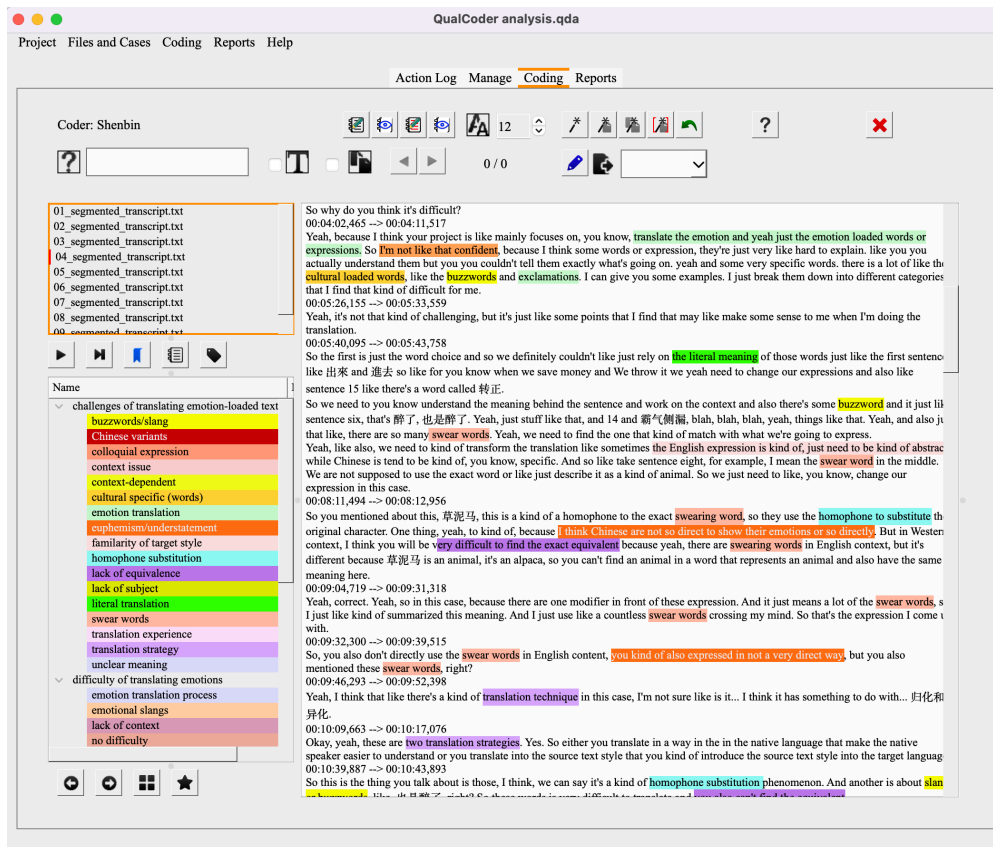 QualCoder analysis.qda
Project Files and Cases Coding Reports Help
Action Log Manage Coding Reports
Coder: Shenbin
12
?
?
T
0 / 0
01_segmented_transcript.txt
02_segmented_transcript.txt
03_segmented_transcript.txt
04_segmented_transcript.txt
05_segmented_transcript.txt
06_segmented_transcript.txt
07_segmented_transcript.txt
08_segmented_transcript.txt
09_segmented_transcript.txt
Name
challenges of translating emotion-loaded text
buzzwords/slang
Chinese variants
colloquial expression
context issue
context-dependent
cultural specific (words)
emotion translation
euphemism/understatement
familarity of target style
homophone substitution
lack of equivalence
lack of subject
literal translation
swear words
translation experience
translation strategy
unclear meaning
difficulty of translating emotions
emotion translation process
emotional slangs
lack of context
no difficulty
So why do you think it's difficult?
00:04:02,465 --> 00:04:11,517
Yeah, because I think your project is like mainly focuses on, you know, translate the emotion and yeah just the emotion loaded words or
expressions. So I'm not like that confident, because I think some words or expression, they're just very like hard to explain. like you you
actually understand them but you you couldn't tell them exactly what's going on. yeah and some very specific words. there is a lot of like the
cultural loaded words, like the buzzwords and exclamations. I can give you some examples. I just break them down into different categories
that I find that kind of difficult for me.
00:05:26,155 --> 00:05:33,559
Yeah, it's not that kind of challenging, but it's just like some points that I find that may like make some sense to me when I'm doing the
translation.
00:05:40,095 --> 00:05:43,758
So the first is just the word choice and so we definitely couldn't like just rely on the literal meaning of those words just like the first sentence
like 出來 and 進去 so like for you know when we save money and We throw it we yeah need to change our expressions and also like
sentence 15 like there's a word called 转正.
So we need to you know understand the meaning behind the sentence and work on the context and also there's some buzzword and it just lik
sentence six, that's 醉了, 也是醉了. Yeah, just stuff like that, and 14 and 霸气侧漏, blah, blah, blah, yeah, things like that. Yeah, and also ju
that like, there are so many swear words. Yeah, we need to find the one that kind of match with what we're going to express.
Yeah, like also, we need to kind of transform the translation like sometimes the English expression is kind of, just need to be kind of abstrac
while Chinese is tend to be kind of, you know, specific. And so like take sentence eight, for example, I mean the swear word in the middle.
We are not supposed to use the exact word or like just describe it as a kind of animal. So we just need to like, you know, change our
expression in this case.
00:08:11,494 --> 00:08:12,956
So you mentioned about this, 草泥马, this is a kind of a homophone to the exact swearing word, so they use the homophone to substitute th
original character. One thing, yeah, to kind of, because I think Chinese are not so direct to show their emotions or so directly. But in Western
context, I think you will be very difficult to find the exact equivalent because yeah, there are swearing words in English context, but it's
different because 草泥马 is an animal, it's an alpaca, so you can't find an animal in a word that represents an animal and also have the same
meaning here.
00:09:04,719 --> 00:09:31,318
Yeah, correct. Yeah, so in this case, because there are one modifier in front of these expression. And it just means a lot of the swear words, s
I just like kind of summarized this meaning. And I just use like a countless swear words crossing my mind. So that's the expression I come u
with.
00:09:32,300 --> 00:09:39,515
So, you also don't directly use the swear words in English content, you kind of also expressed in not a very direct way, but you also
mentioned these swear words, right?
00:09:46,293 --> 00:09:52,398
Yeah, I think that like there's a kind of translation technique in this case, I'm not sure like is it... I think it has something to do with... 归化和
异化.
00:10:09,663 --> 00:10:17,076
Okay, yeah, these are two translation strategies. Yes. So either you translate in a way in the in the native language that make the native
speaker easier to understand or you translate into the source text style that you kind of introduce the source text style into the target language
00:10:39,887 --> 00:10:43,893
So this is the thing you talk about is those, I think, we can say it's a kind of homophone substitution phenomenon. And another is about slan
or buzzwords, like, 也是醉了, right? So these words is very difficult to translate and you also can't find the equivalent